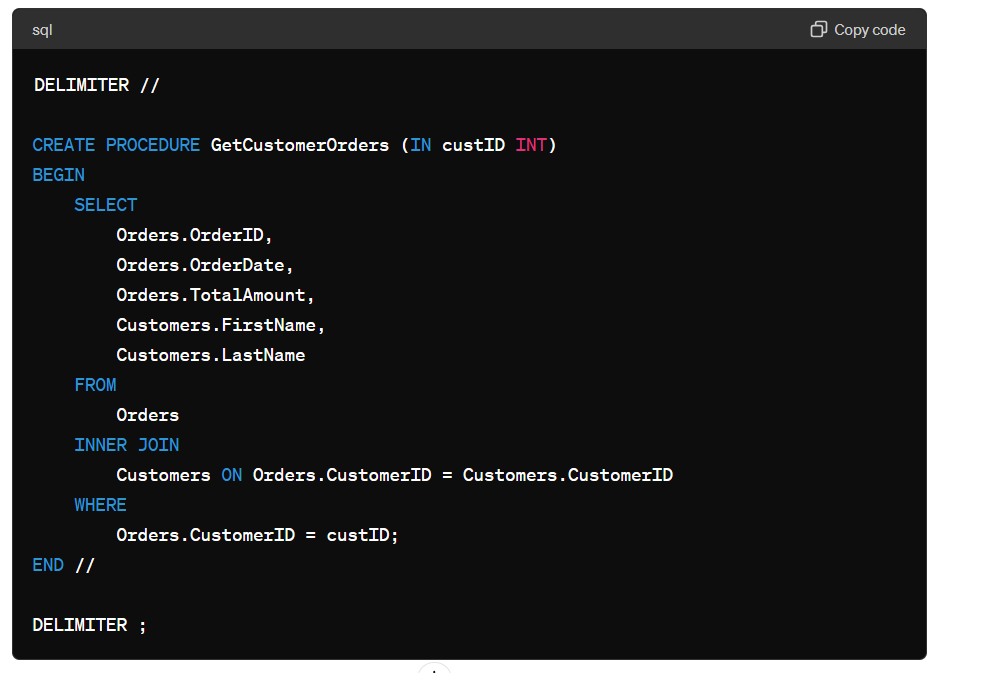 sql
Copy code
DELIMITER //
CREATE PROCEDURE GetCustomerOrders (IN custID INT)
BEGIN
    SELECT
        Orders.OrderID,
        Orders.OrderDate,
        Orders.TotalAmount,
        Customers.FirstName,
        Customers.LastName
    FROM
        Orders
    INNER JOIN
        Customers ON Orders.CustomerID = Customers.CustomerID
    WHERE
        Orders.CustomerID = custID;
END //
DELIMITER ;